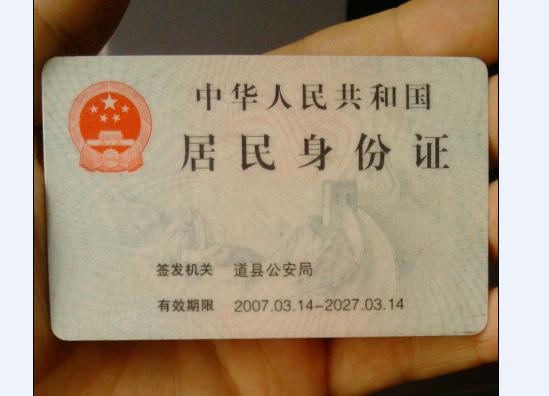 中华人民共和国
居民身份证
签发机关 道县公安局
有效期限 2007.03.14-2027.03.14